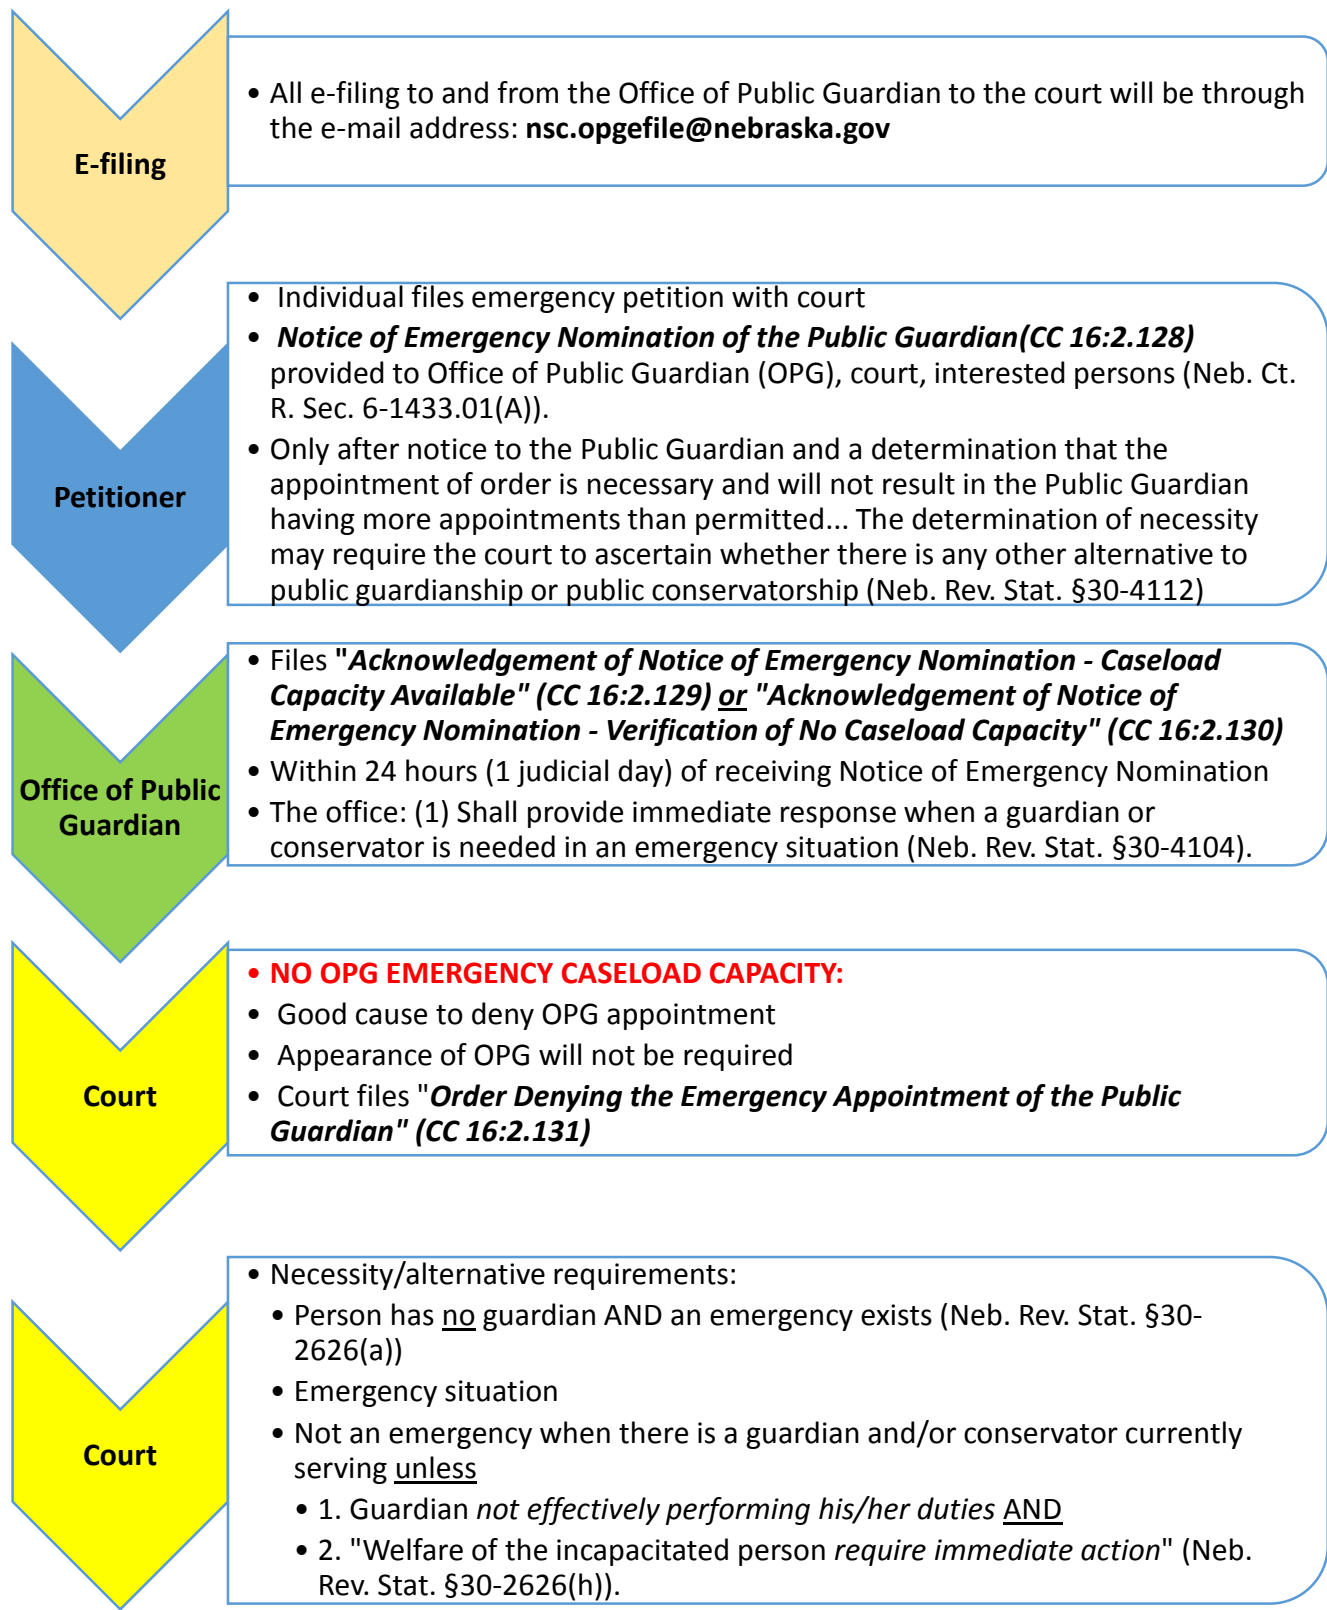 E-filing
• All e-filing to and from the Office of Public Guardian to the court will be through
the e-mail address: nsc.opgefile@nebraska.gov
Petitioner
• Individual files emergency petition with court
• Notice of Emergency Nomination of the Public Guardian(CC 16:2.128)
provided to Office of Public Guardian (OPG), court, interested persons (Neb. Ct.
R. Sec. 6-1433.01(A)).
• Only after notice to the Public Guardian and a determination that the
appointment of order is necessary and will not result in the Public Guardian
having more appointments than permitted... The determination of necessity
may require the court to ascertain whether there is any other alternative to
public guardianship or public conservatorship (Neb. Rev. Stat. §30-4112)
Office of Public
Guardian
• Files "Acknowledgement of Notice of Emergency Nomination - Caseload
Capacity Available" (CC 16:2.129) or "Acknowledgement of Notice of
Emergency Nomination - Verification of No Caseload Capacity" (CC 16:2.130)
• Within 24 hours (1 judicial day) of receiving Notice of Emergency Nomination
• The office: (1) Shall provide immediate response when a guardian or
conservator is needed in an emergency situation (Neb. Rev. Stat. §30-4104).
Court
• NO OPG EMERGENCY CASELOAD CAPACITY:
• Good cause to deny OPG appointment
• Appearance of OPG will not be required
• Court files "Order Denying the Emergency Appointment of the Public
Guardian" (CC 16:2.131)
Court
• Necessity/alternative requirements:
• Person has no guardian AND an emergency exists (Neb. Rev. Stat. §30-
2626(a))
• Emergency situation
• Not an emergency when there is a guardian and/or conservator currently
serving unless
• 1. Guardian not effectively performing his/her duties AND
• 2. "Welfare of the incapacitated person require immediate action" (Neb.
Rev. Stat. §30-2626(h)).